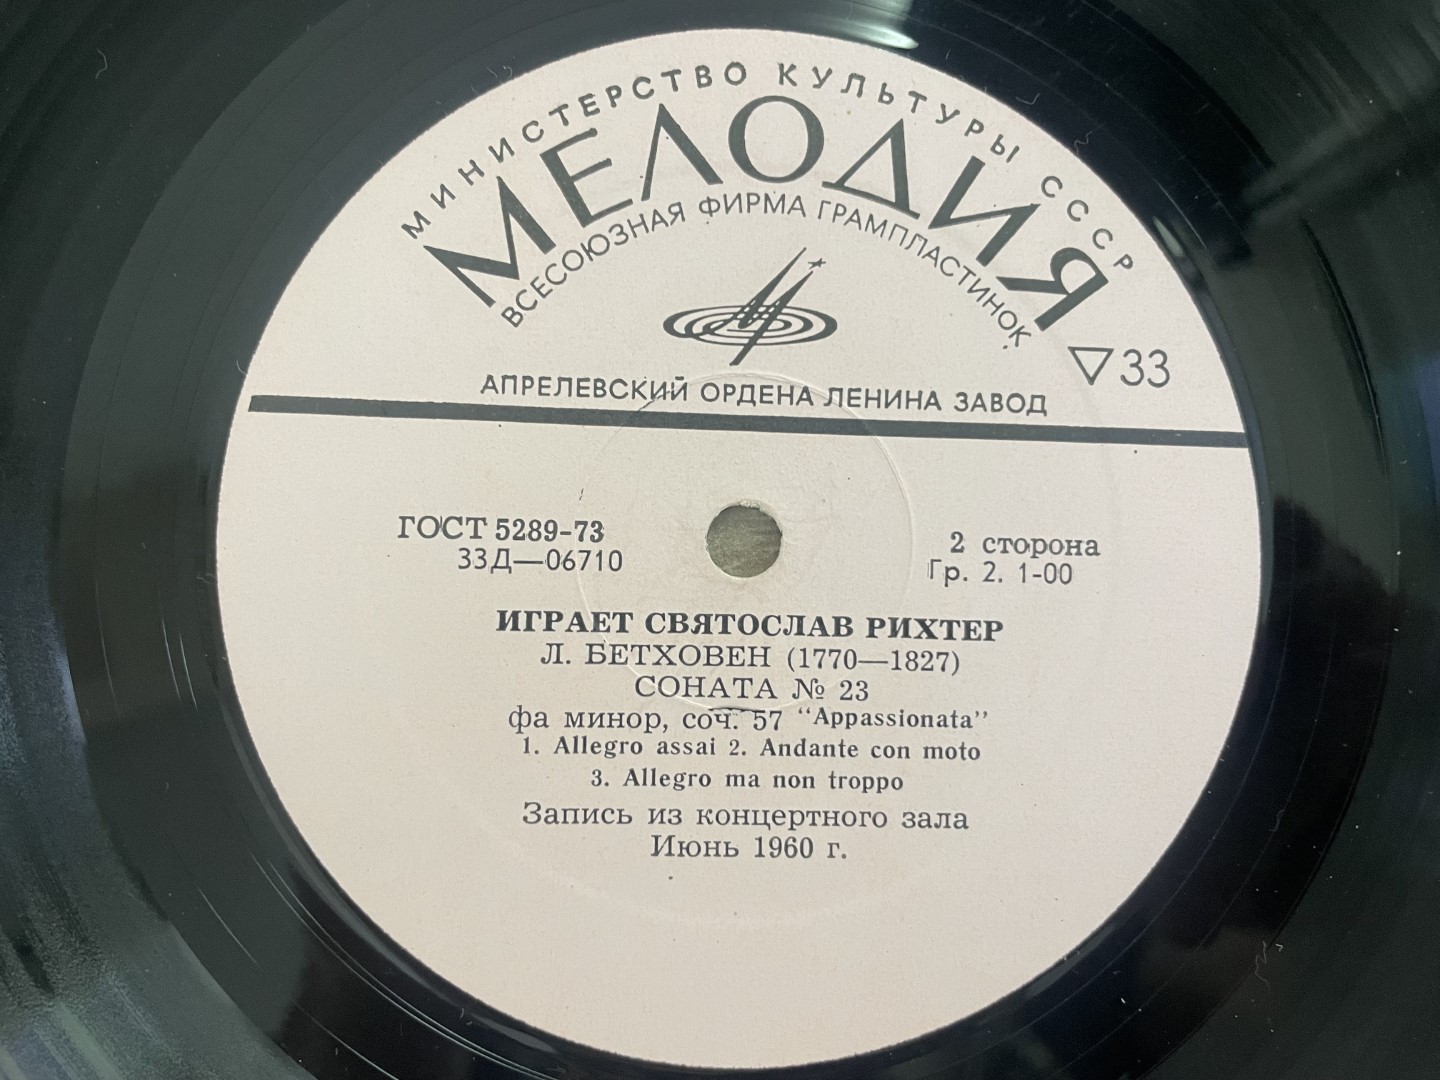 МИНИСТЕРСТВО КУЛЬТУРЫ СССР
МЕЛОДИЯ
ВСЕСОЮЗНАЯ ФИРМА ГРАМПЛАСТИНОК
▽33
АПРЕЛЕВСКИЙ ОРДЕНА ЛЕНИНА ЗАВОД
ГОСТ 5289-73
33Д—06710
2 сторона
Гр. 2. 1-00
ИГРАЕТ СВЯТОСЛАВ РИХТЕР
Л. БЕТХОВЕН (1770—1827)
СОНАТА № 23
фа минор, соч. 57 "Appassionata"
1. Allegro assai 2. Andante con moto
3. Allegro ma non troppo
Запись из концертного зала
Июнь 1960 г.